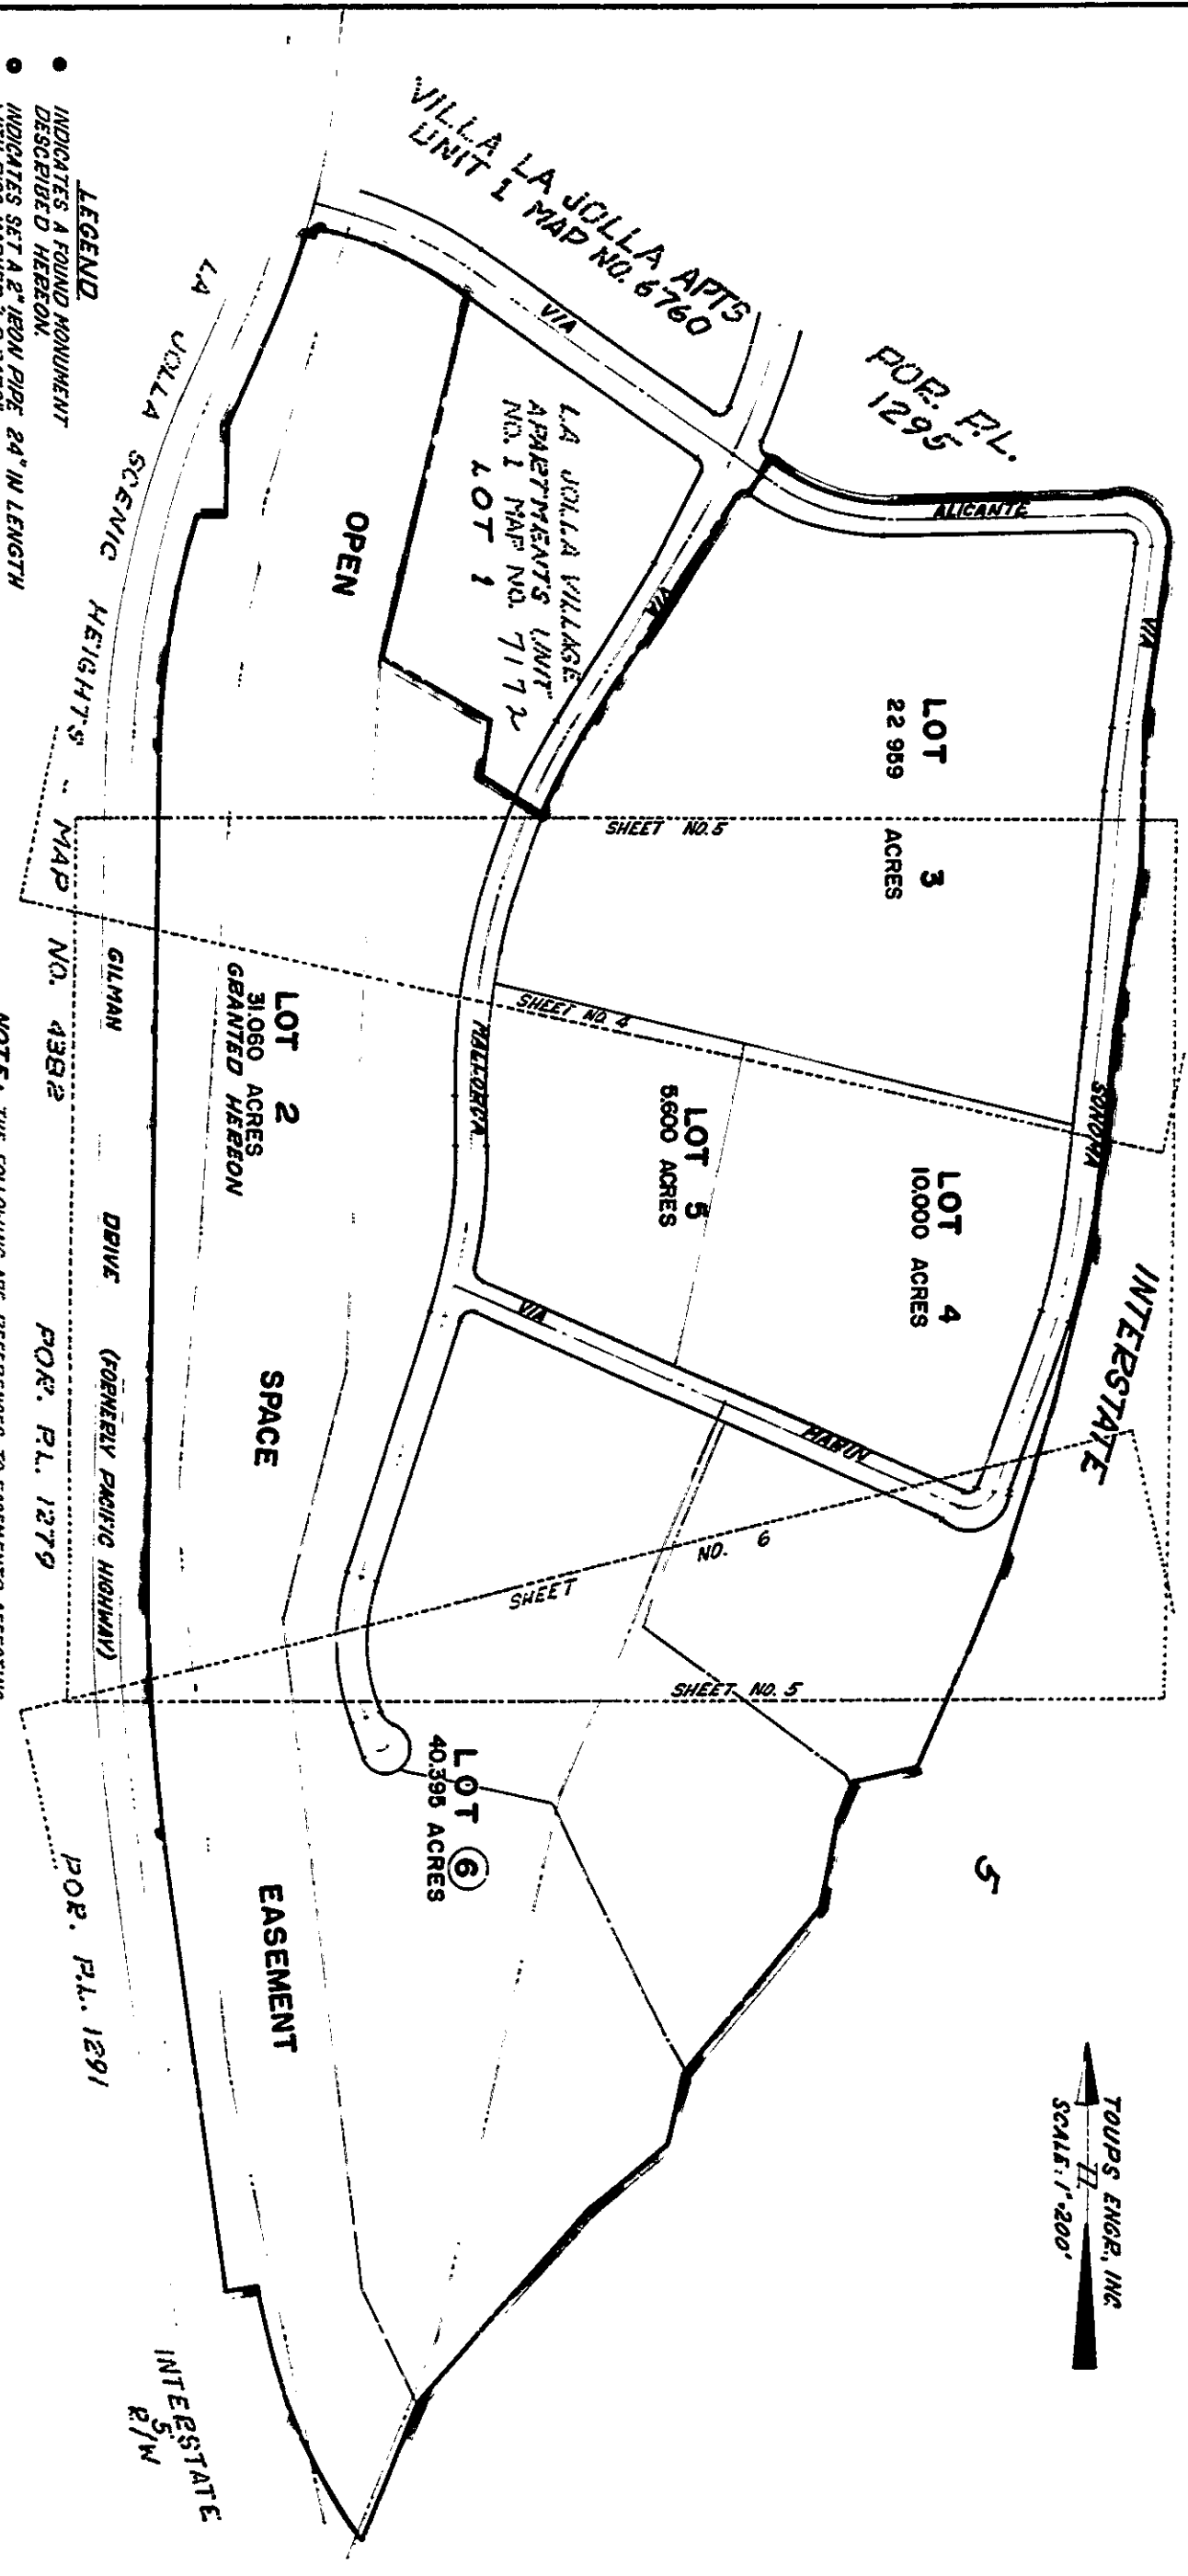 TOUPS ENGR., INC.
SCALE: 1"=200'
VILLA LA JOLLA APTS
UNIT 1 MAP NO. 6760
POR. P.L.
1295
VIA
ALICANTE
VIA
SONOMA
INTERSTATE
5
LA JOLLA VILLAGE
APARTMENTS UNIT
NO. 1 MAP NO. 7172
LOT 1
VIA
MALLORCA
LOT 3
22 959 ACRES
SHEET NO. 5
SHEET NO. 4
LOT 4
10.000 ACRES
LOT 5
5.600 ACRES
VIA
MARIN
SHEET NO. 6
SHEET NO. 5
LOT 6
40.395 ACRES
OPEN
SPACE
EASEMENT
LOT 2
31.060 ACRES
GRANTED HEREON
GILMAN DRIVE (FORMERLY PACIFIC HIGHWAY)
LA JOLLA SCENIC HEIGHTS - MAP NO. 4382
POR. P.L. 1279
POR. P.L. 1291
INTERSTATE
5
R/W
LEGEND
• INDICATES A FOUND MONUMENT
DESCRIBED HEREON.
INDICATES SET A 2" IRON PIPE 24" IN LENGTH